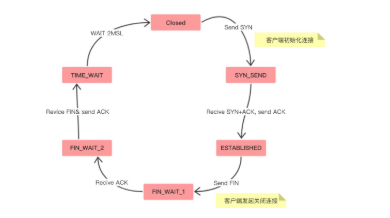 Closed
WAIT 2MSL
Send SYN
客户端初始化连接
TIME_WAIT
SYN_SEND
Revice FIN& send ACK
Recive SYN+ACK, send ACK
FIN_WAIT_2
ESTABLISHED
Recive ACK
Send FIN
FIN_WAIT_1
客户端发起关闭连接